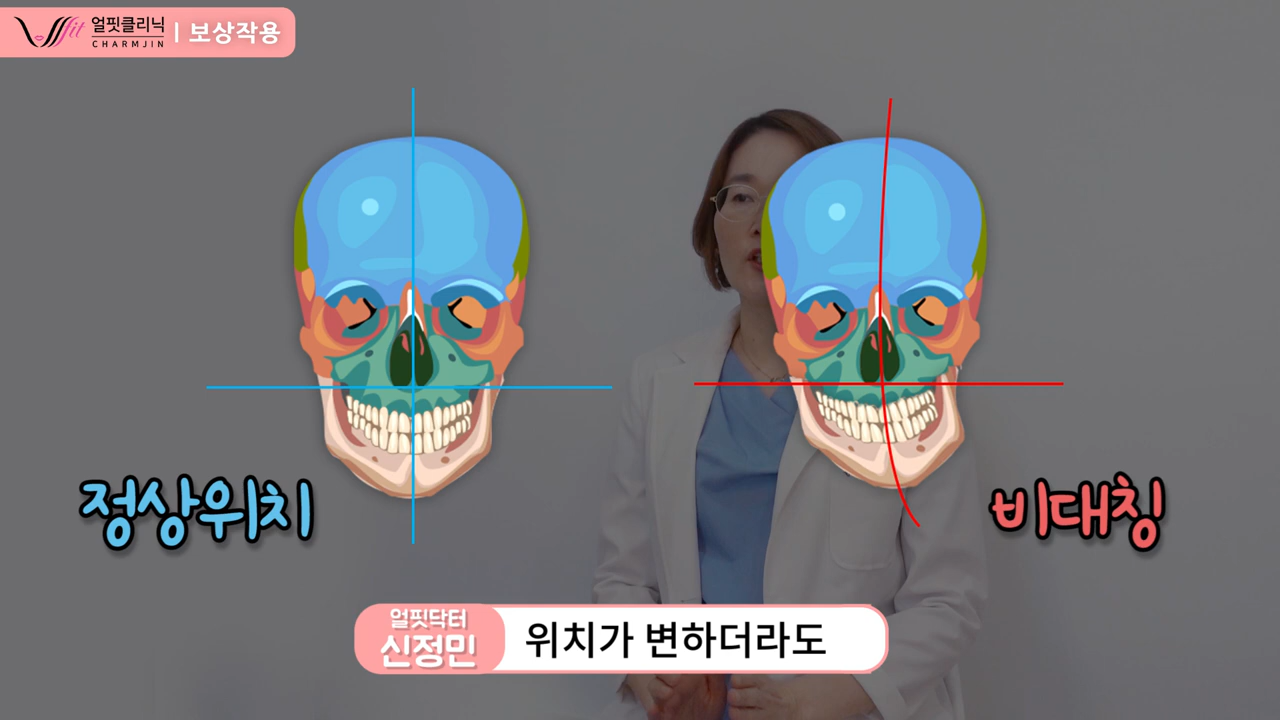 fit 얼핏클리닉 | 보상작용
CHARMJIN
정상위치
비대칭
얼핏닥터
신정민
위치가 변하더라도